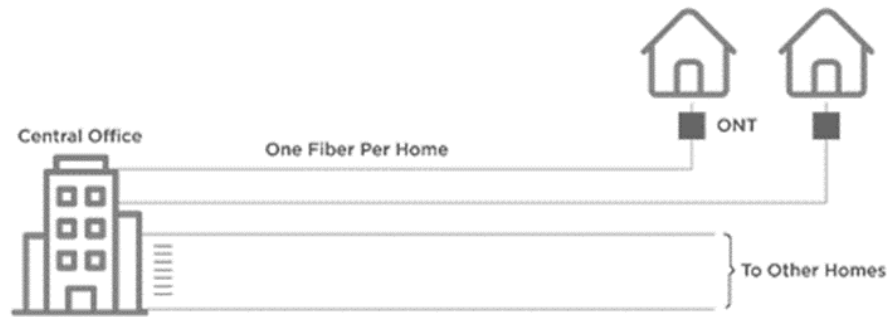 Central Office
One Fiber Per Home
ONT
To Other Homes